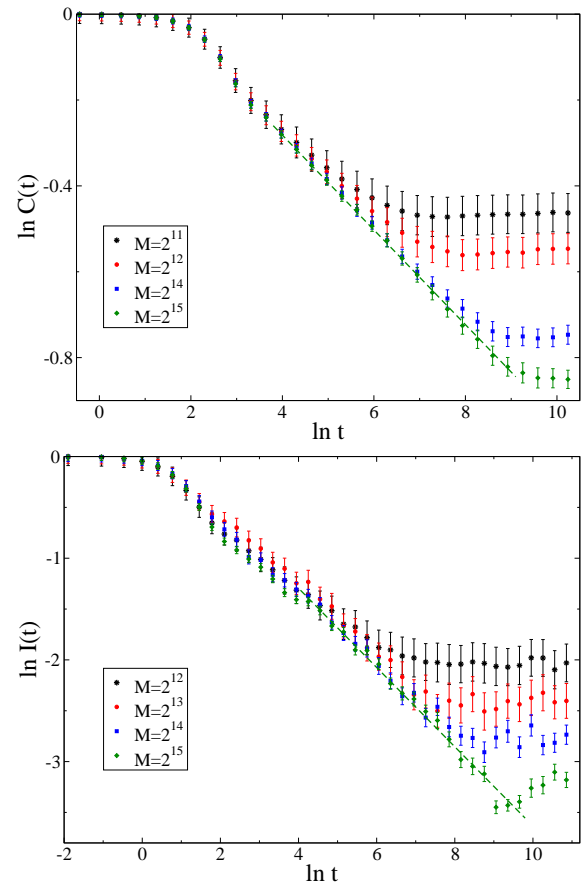 0
-0.4
-0.8
ln C(t)
M=2^11
M=2^12
M=2^14
M=2^15
0 2 4 6 8 10
ln t
0
-1
-2
-3
ln I(t)
M=2^12
M=2^13
M=2^14
M=2^15
-2 0 2 4 6 8 10
ln t